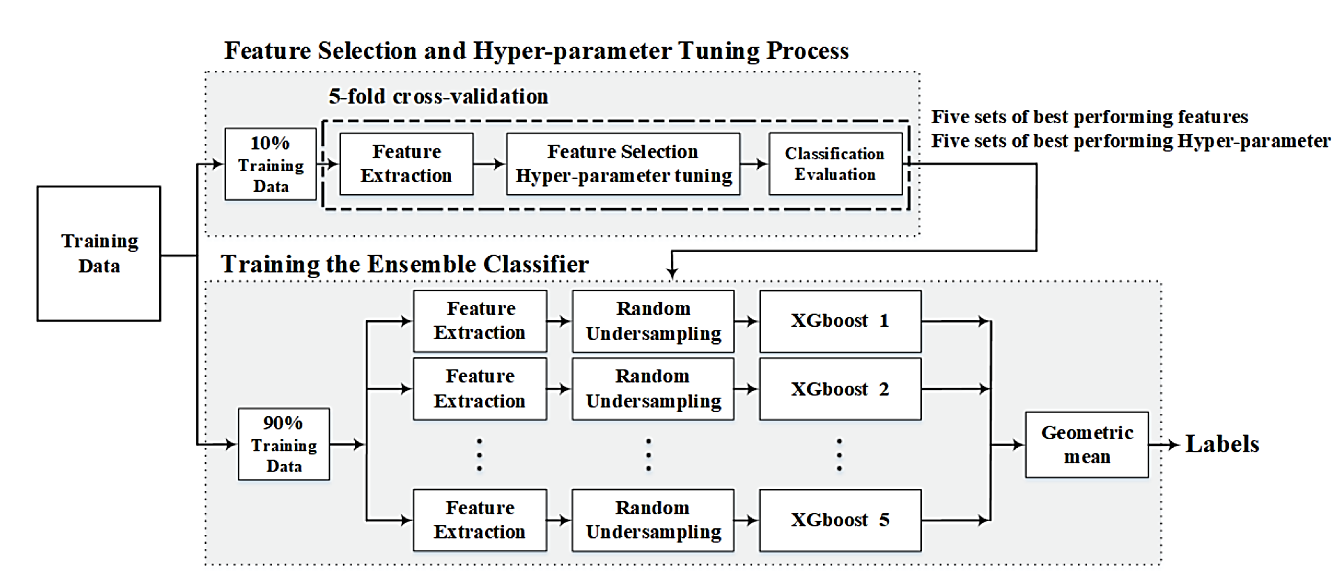 Feature Selection and Hyper-parameter Tuning Process
5-fold cross-validation
Five sets of best performing features
Five sets of best performing Hyper-parameter
10%
Training
Data
Feature
Extraction
Feature Selection
Hyper-parameter tuning
Classification
Evaluation
Training
Data
Training the Ensemble Classifier
Feature
Extraction
Random
Undersampling
XGboost 1
Feature
Extraction
Random
Undersampling
XGboost 2
90%
Training
Data
Geometric
mean
Labels
Feature
Extraction
Random
Undersampling
XGboost 5